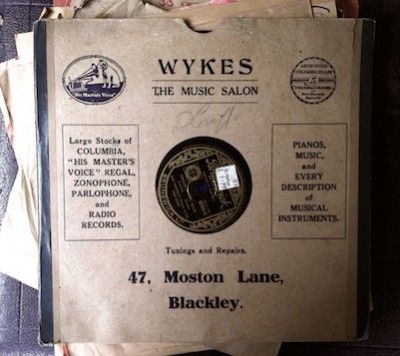 WYKES
THE MUSIC SALON
"His Master's Voice"
Large Stocks of
COLUMBIA,
"HIS MASTER'S
VOICE" REGAL,
ZONOPHONE,
PARLOPHONE,
and
RADIO
RECORDS.
PIANOS,
MUSIC,
and
EVERY
DESCRIPTION
of
MUSICAL
INSTRUMENTS.
Tunings and Repairs.
47, Moston Lane,
Blackley.